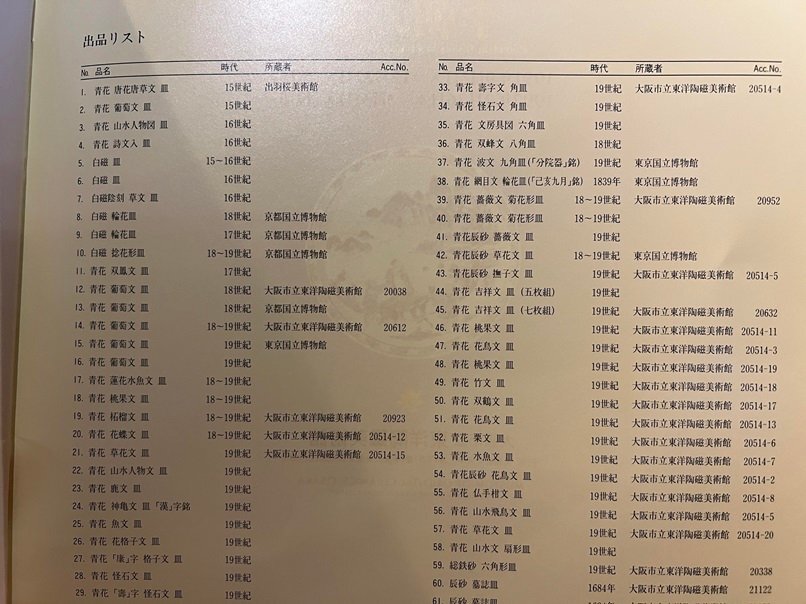 出品リスト
No. 品名 時代 所蔵者 Acc.No.
1. 青花 唐花唐草文 皿 15世紀 出羽桜美術館
2. 青花 葡萄文 皿 15世紀
3. 青花 山水人物図 皿 16世紀
4. 青花 詩文入 皿 16世紀
5. 白磁 皿 15～16世紀
6. 白磁 皿 16世紀
7. 白磁陰刻 草文 皿 16世紀
8. 白磁 輪花皿 18世紀 京都国立博物館
9. 白磁 輪花皿 17世紀 京都国立博物館
10. 白磁 捻花形皿 18～19世紀 京都国立博物館
11. 青花 双鳳文 皿 17世紀
12. 青花 葡萄文 皿 18世紀 大阪市立東洋陶磁美術館 20038
13. 青花 葡萄文 皿 18世紀 京都国立博物館
14. 青花 葡萄文 皿 18～19世紀 大阪市立東洋陶磁美術館 20612
15. 青花 葡萄文 皿 19世紀 東京国立博物館
16. 青花 葡萄文 皿 19世紀
17. 青花 蓮花水魚文 皿 18～19世紀
18. 青花 桃果文 皿 18～19世紀
19. 青花 柘榴文 皿 18～19世紀 大阪市立東洋陶磁美術館 20923
20. 青花 花蝶文 皿 18～19世紀 大阪市立東洋陶磁美術館 20514-12
21. 青花 草花文 皿 19世紀 大阪市立東洋陶磁美術館 20514-15
22. 青花 山水人物文 皿 19世紀
23. 青花 鹿文 皿 19世紀
24. 青花 神亀文 皿「漢」字銘 19世紀
25. 青花 魚文 皿 19世紀
26. 青花 花格子文 皿 19世紀
27. 青花「康」字 格子文 皿 19世紀
28. 青花 怪石文 皿 19世紀
29. 青花「壽」字 怪石文 皿 19世紀
No. 品名 時代 所蔵者 Acc.No.
33. 青花 壽字文 角皿 19世紀 大阪市立東洋陶磁美術館 20514-4
34. 青花 怪石文 角皿 19世紀
35. 青花 文房具図 六角皿 19世紀
36. 青花 双蜂文 八角皿 18世紀
37. 青花 波文 九角皿(「分院器」銘) 19世紀 東京国立博物館
38. 青花 網目文 輪花皿(「己亥九月」銘) 1839年 東京国立博物館
39. 青花 薔薇文 菊花形皿 18～19世紀 大阪市立東洋陶磁美術館 20952
40. 青花 薔薇文 菊花形皿 18～19世紀
41. 青花辰砂 薔薇文 皿 19世紀
42. 青花辰砂 草花文 皿 18～19世紀 東京国立博物館
43. 青花辰砂 撫子文 皿 19世紀 大阪市立東洋陶磁美術館 20514-5
44. 青花 吉祥文 皿（五枚組） 19世紀
45. 青花 吉祥文 皿（七枚組） 19世紀 大阪市立東洋陶磁美術館 20632
46. 青花 桃果文 皿 19世紀 大阪市立東洋陶磁美術館 20514-11
47. 青花 花鳥文 皿 19世紀 大阪市立東洋陶磁美術館 20514-3
48. 青花 桃果文 皿 19世紀 大阪市立東洋陶磁美術館 20514-19
49. 青花 竹文 皿 19世紀 大阪市立東洋陶磁美術館 20514-18
50. 青花 双鶴文 皿 19世紀 大阪市立東洋陶磁美術館 20514-17
51. 青花 花鳥文 皿 19世紀 大阪市立東洋陶磁美術館 20514-13
52. 青花 栗文 皿 19世紀 大阪市立東洋陶磁美術館 20514-6
53. 青花 水魚文 皿 19世紀 大阪市立東洋陶磁美術館 20514-7
54. 青花辰砂 花鳥文 皿 19世紀 大阪市立東洋陶磁美術館 20514-2
55. 青花 仏手柑文 皿 19世紀 大阪市立東洋陶磁美術館 20514-8
56. 青花 山水飛鳥文 皿 19世紀 大阪市立東洋陶磁美術館 20514-5
57. 青花 草花文 皿 19世紀 大阪市立東洋陶磁美術館 20514-20
58. 青花 山水文 扇形皿 19世紀
59. 総鉄砂 六角形皿 19世紀 大阪市立東洋陶磁美術館 20338
60. 辰砂 墓誌皿 1684年 大阪市立東洋陶磁美術館 21122
61. 辰砂 墓誌皿